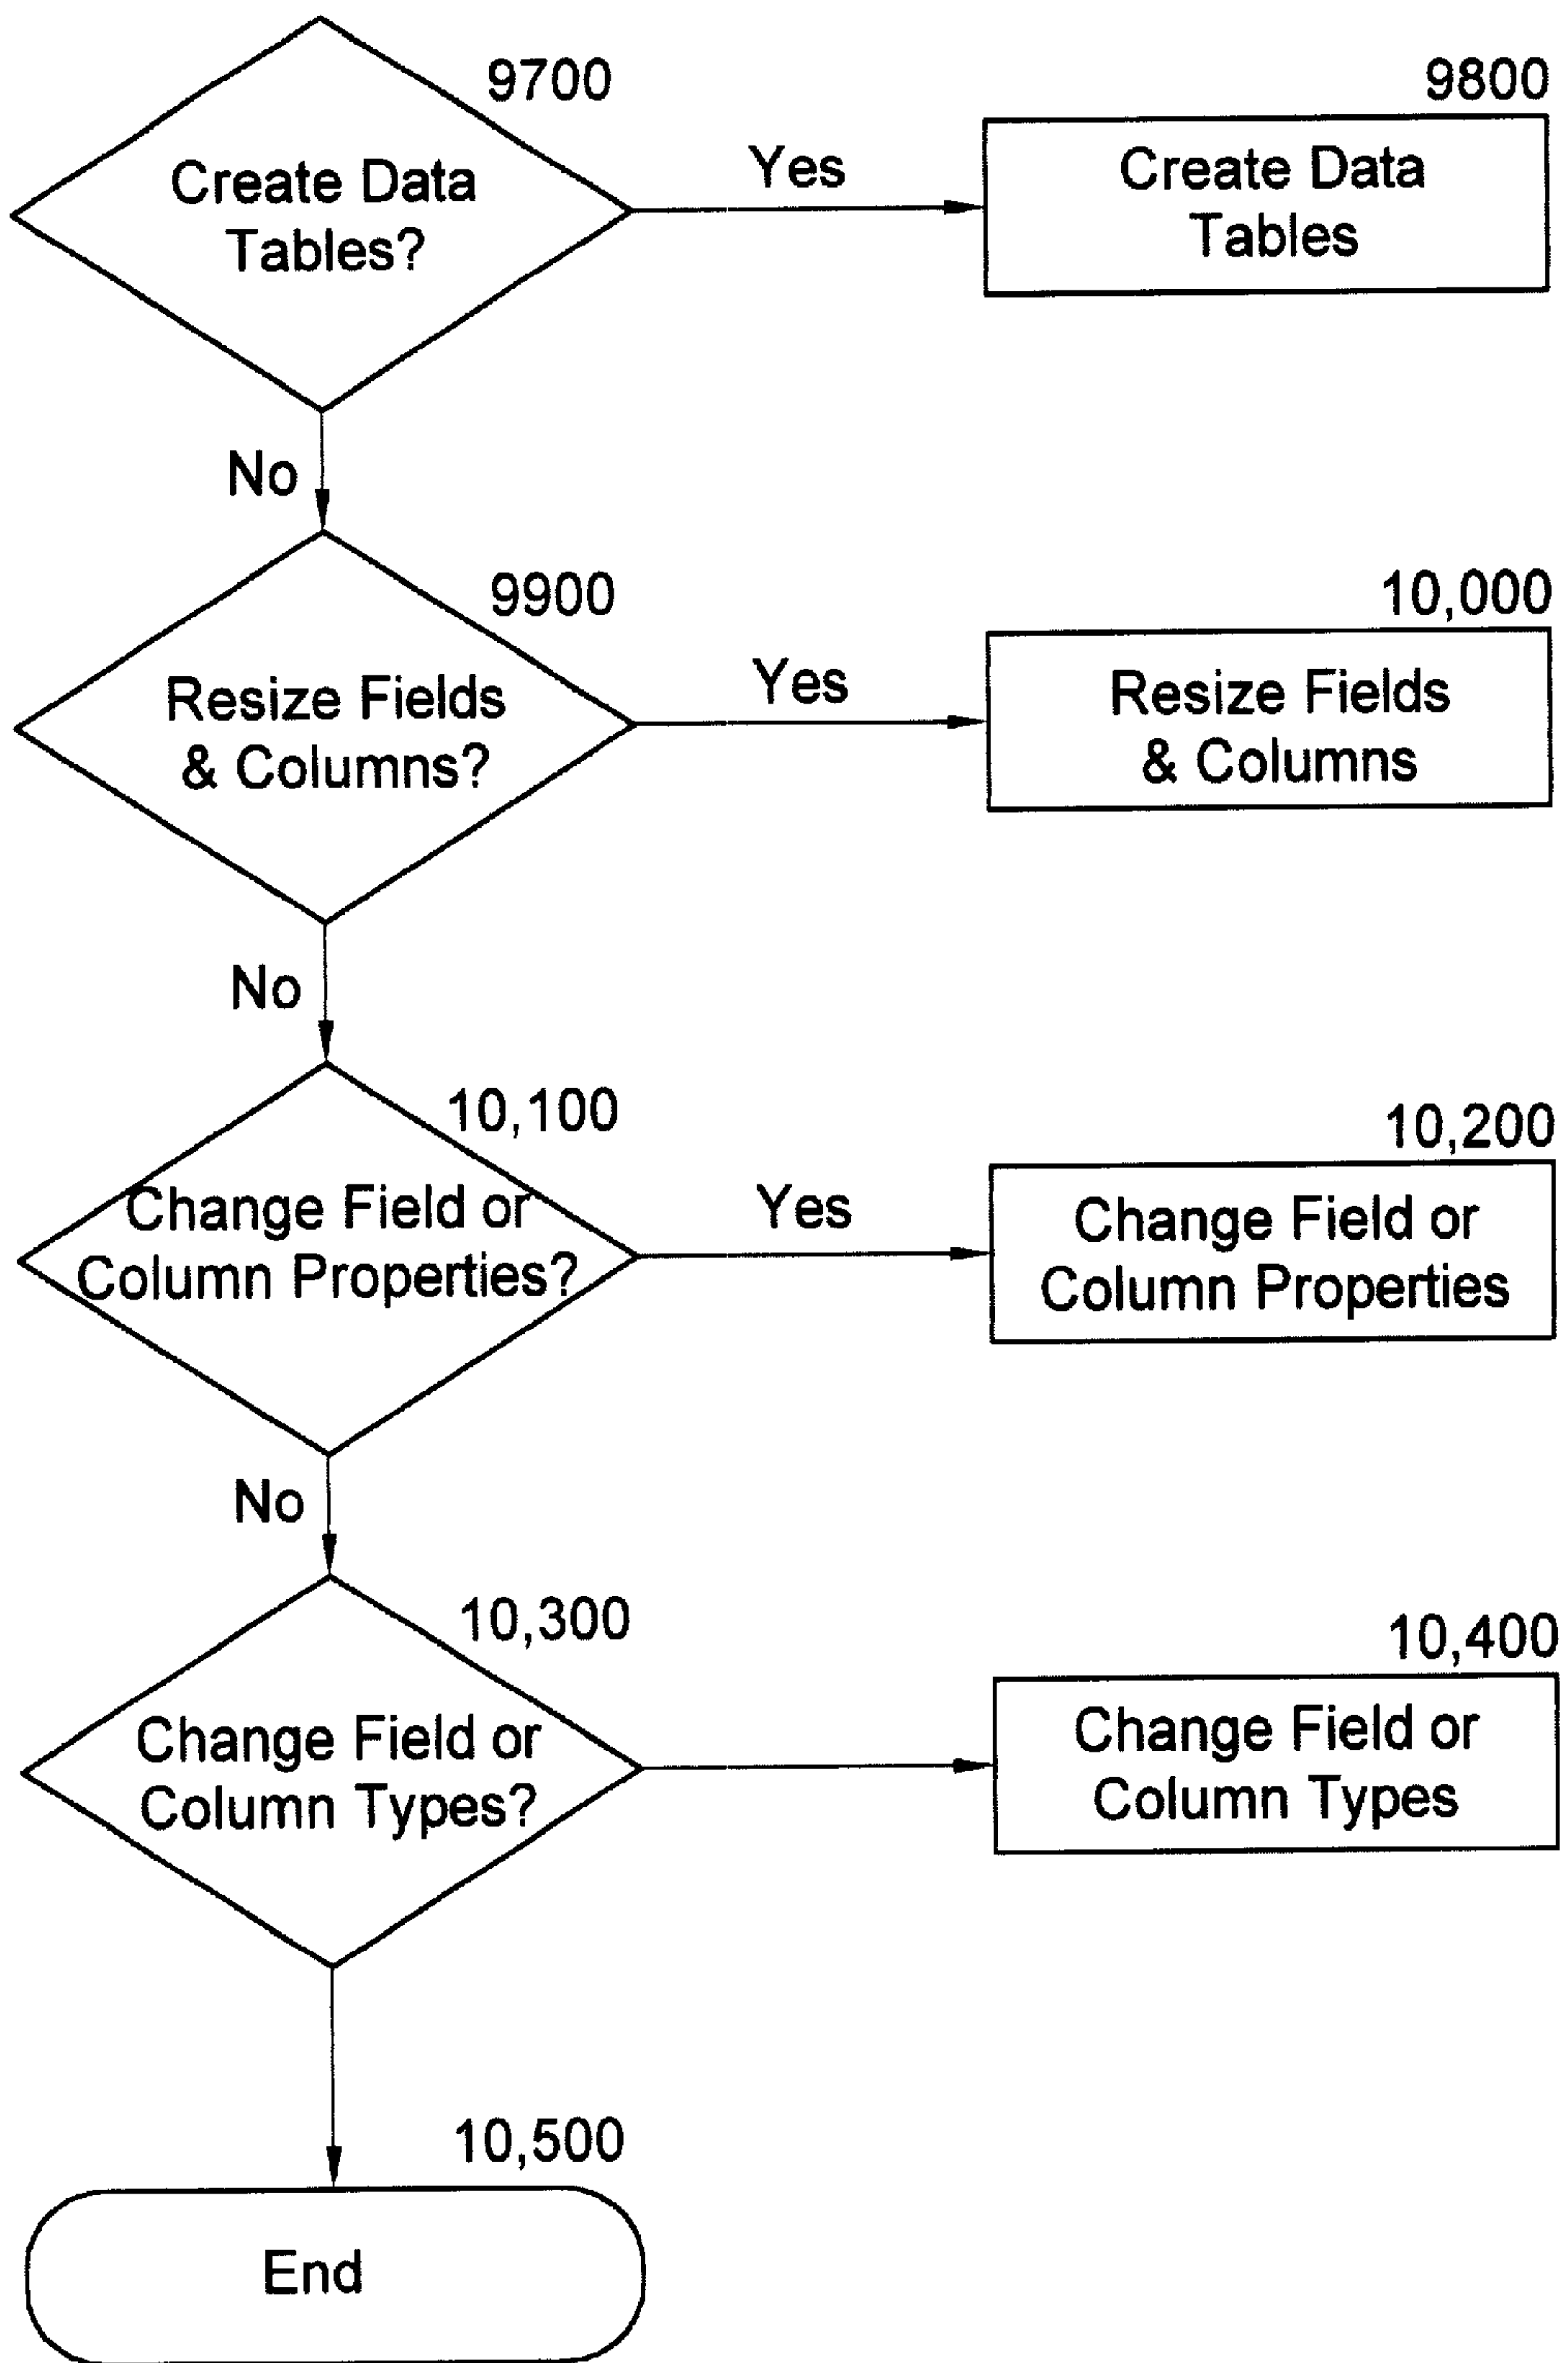 9700
Create Data
Tables?
Yes
9800
Create Data
Tables
No
9900
Resize Fields
& Columns?
Yes
10,000
Resize Fields
& Columns
No
10,100
Change Field or
Column Properties?
Yes
10,200
Change Field or
Column Properties
No
10,300
Change Field or
Column Types?
10,400
Change Field or
Column Types
10,500
End